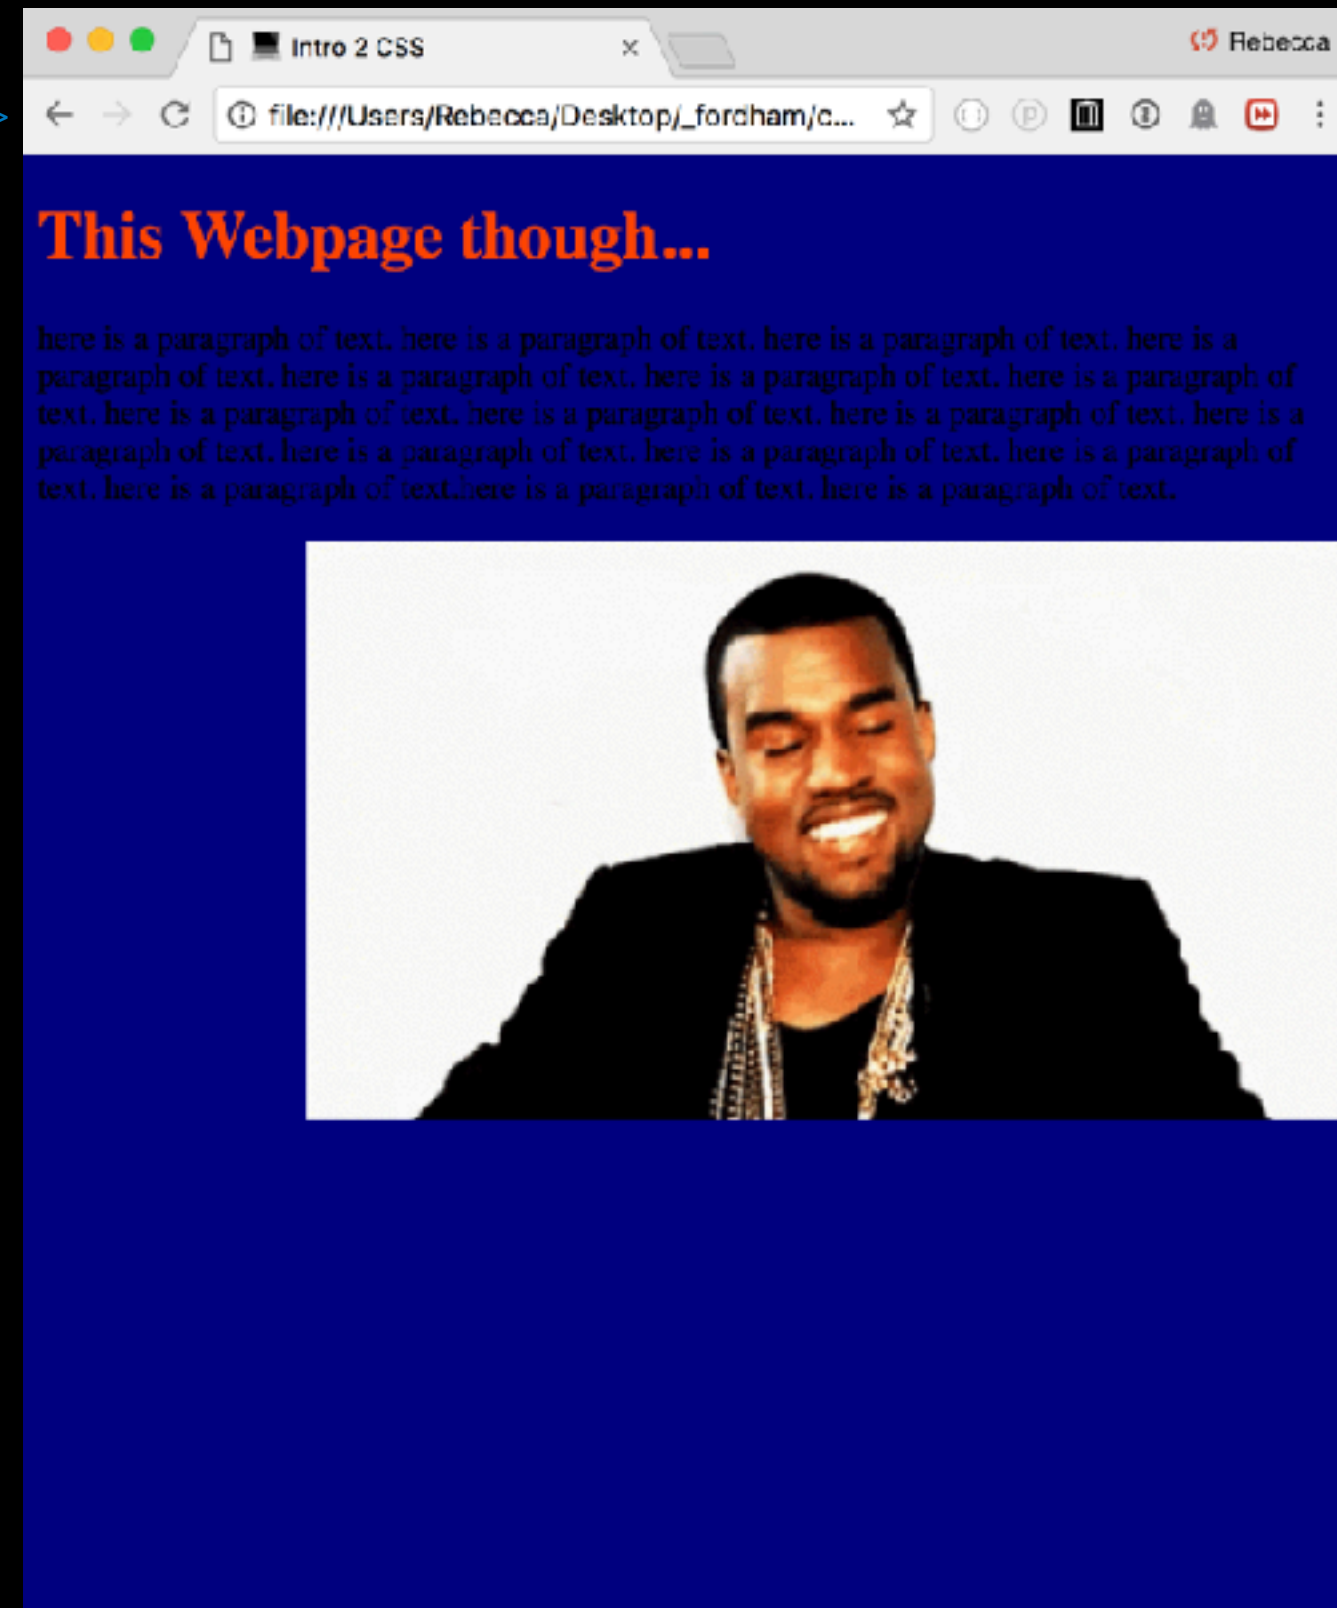 Intro 2 CSS
Rebecca
file:///Users/Rebecca/Desktop/_fordham/c...
This Webpage though...
here is a paragraph of text. here is a paragraph of text. here is a paragraph of text. here is a
paragraph of text. here is a paragraph of text. here is a paragraph of text. here is a paragraph of
text. here is a paragraph of text. here is a paragraph of text. here is a paragraph of text. here is a
paragraph of text. here is a paragraph of text. here is a paragraph of text. here is a paragraph of
text. here is a paragraph of text.here is a paragraph of text. here is a paragraph of text.